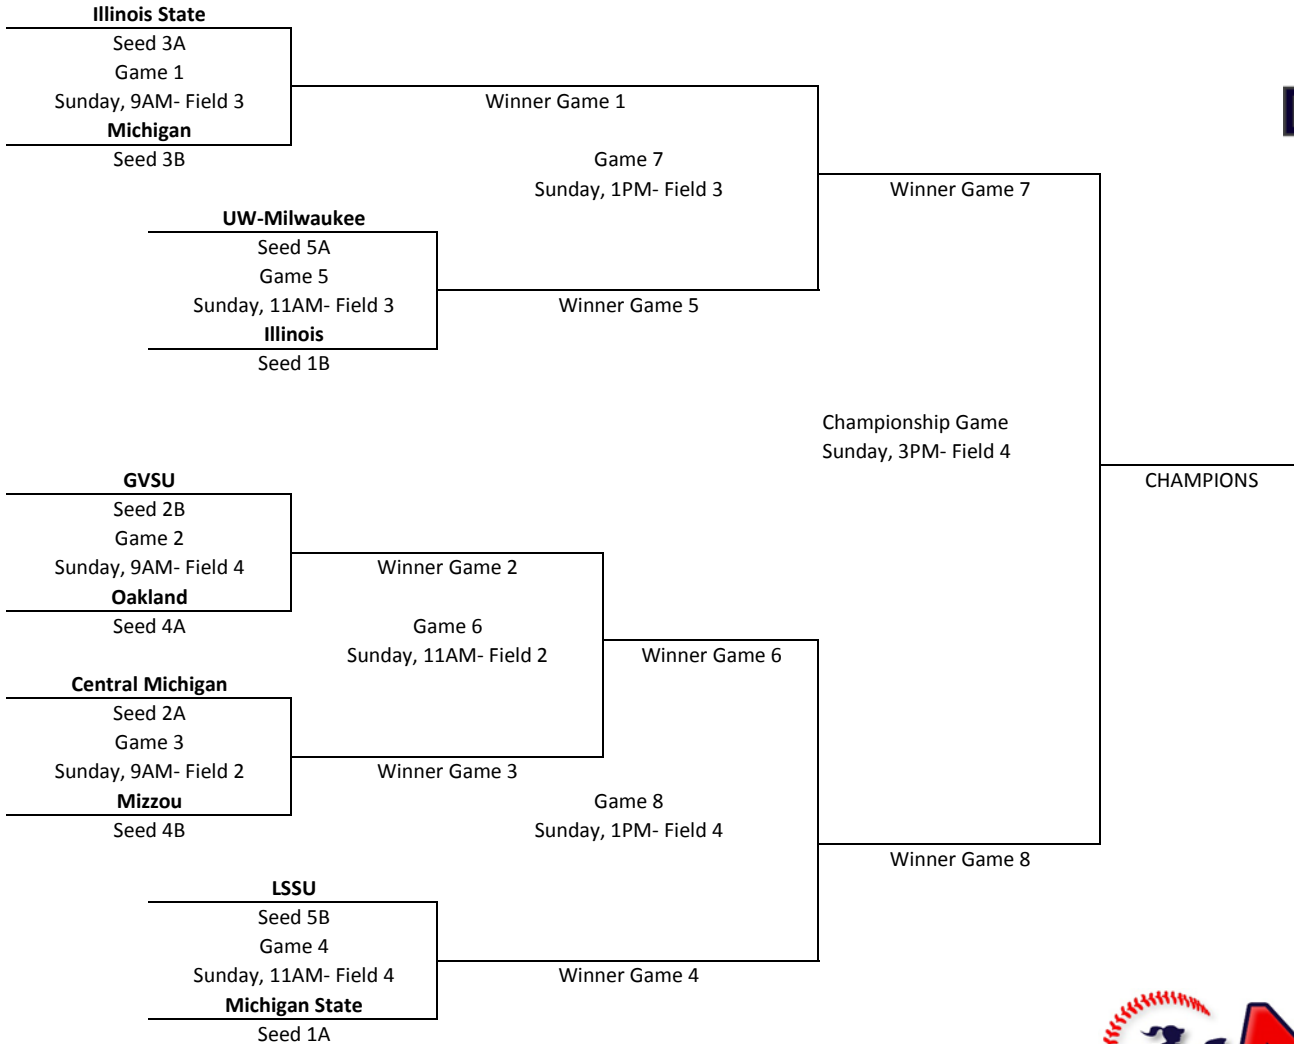 Illinois State
Seed 3A
Game 1
Sunday, 9AM- Field 3
Michigan
Seed 3B
Winner Game 1
Game 7
Sunday, 1PM- Field 3
Winner Game 7
UW-Milwaukee
Seed 5A
Game 5
Sunday, 11AM- Field 3
Illinois
Seed 1B
Winner Game 5
Championship Game
Sunday, 3PM- Field 4
CHAMPIONS
GVSU
Seed 2B
Game 2
Sunday, 9AM- Field 4
Oakland
Seed 4A
Winner Game 2
Game 6
Sunday, 11AM- Field 2
Winner Game 6
Central Michigan
Seed 2A
Game 3
Sunday, 9AM- Field 2
Mizzou
Seed 4B
Winner Game 3
Game 8
Sunday, 1PM- Field 4
Winner Game 8
LSSU
Seed 5B
Game 4
Sunday, 11AM- Field 4
Michigan State
Seed 1A
Winner Game 4